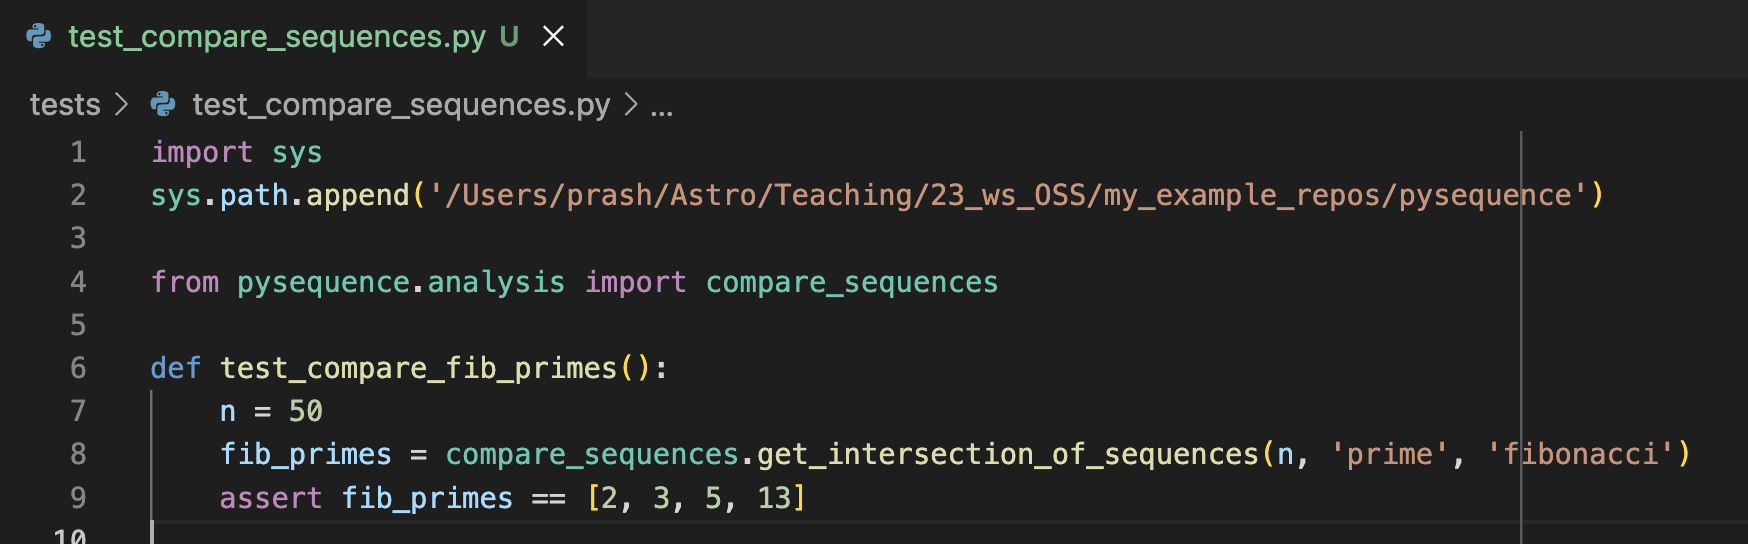 test_compare_sequences.py U ×
tests > test_compare_sequences.py > ...
1 import sys
2 sys.path.append('/Users/prash/Astro/Teaching/23_ws_OSS/my_example_repos/pysequence')
3
4 from pysequence.analysis import compare_sequences
5
6 def test_compare_fib_primes():
7     n = 50
8     fib_primes = compare_sequences.get_intersection_of_sequences(n, 'prime', 'fibonacci')
9     assert fib_primes == [2, 3, 5, 13]
10